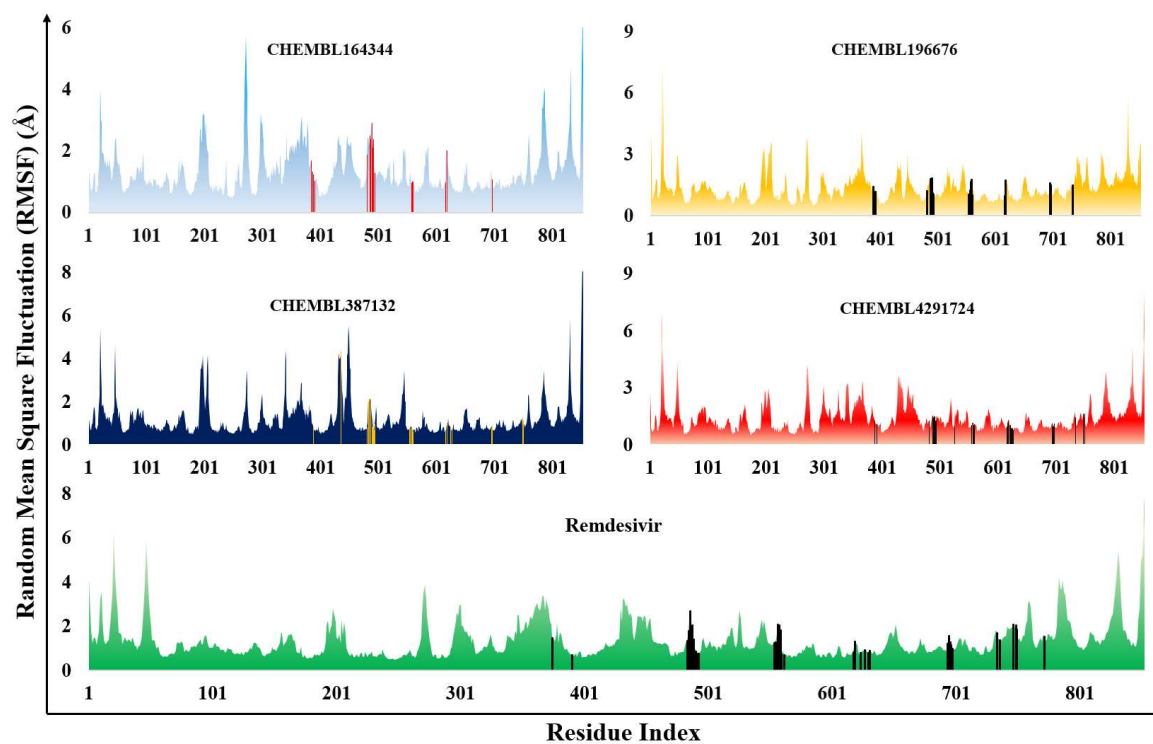 Random Mean Square Fluctuation (RMSF) (Å)
CHEMBL164344
6
4
2
0
1 101 201 301 401 501 601 701 801
CHEMBL196676
9
6
3
0
1 101 201 301 401 501 601 701 801
CHEMBL387132
8
6
4
2
0
1 101 201 301 401 501 601 701 801
CHEMBL4291724
9
6
3
0
1 101 201 301 401 501 601 701 801
Remdesivir
8
6
4
2
0
1 101 201 301 401 501 601 701 801
Residue Index